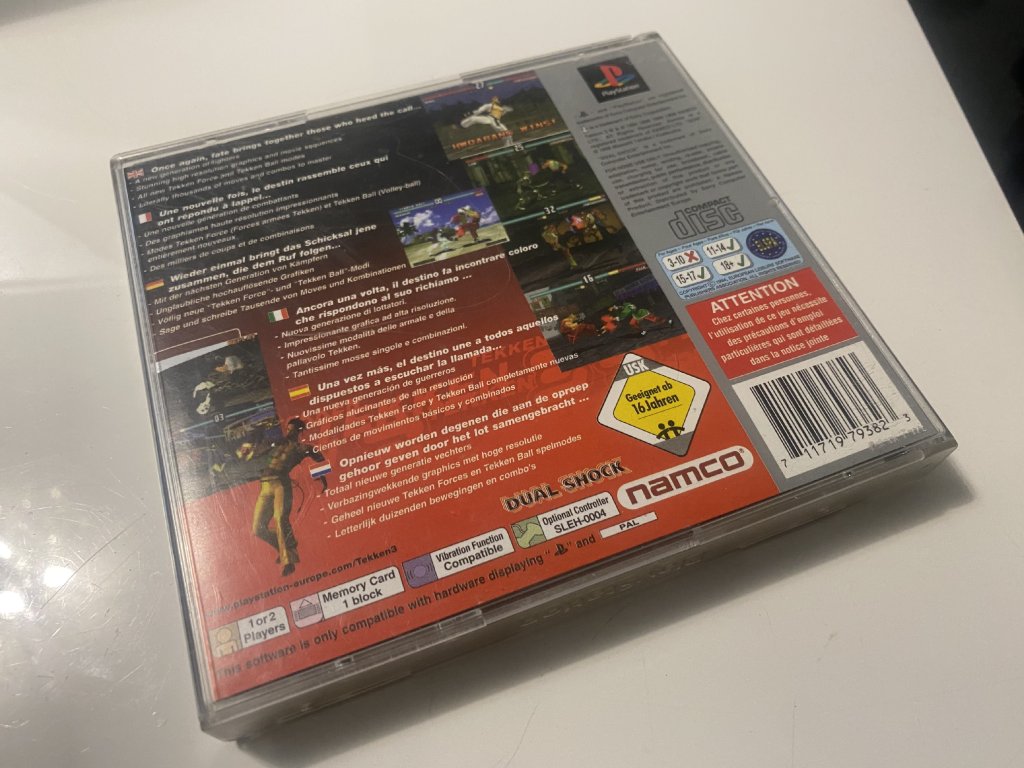 Once again, fate brings together those who heed the call...
- A new generation of fighters
- Stunning high resolution graphics and movie sequences
- All new Tekken Force and Tekken Ball modes
- Literally thousands of moves and combos to master
Une nouvelle fois, le destin rassemble ceux qui
ont répondu à lappel...
- Une nouvelle génération de combattants
- Des graphismes haute résolution impressionnants
- Modes Tekken Force (Forces armées Tekken) et Tekken Ball (Volley-ball)
entièrement nouveaux
- Des milliers de coups et de combinaisons
Wieder einmal bringt das Schicksal jene
zusammen, die dem Ruf folgen...
- Mit der nächsten Generation von Kämpfern
- Unglaubliche hochauflösende Grafiken
- Völlig neue "Tekken Force"- und "Tekken Ball"-Modi
- Sage und schreibe Tausende von Moves und Kombinationen
Ancora una volta, il destino fa incontrare coloro
che rispondono al suo richiamo ...
- Nuova generazione di lottatori.
- Impressionante grafica ad alta risoluzione.
- Nuovissime modalità delle armate e della
pallavolo Tekken.
- Tantissime mosse singole e combinazioni.
Una vez más, el destino une a todos aquellos
dispuestos a escuchar la llamada...
- Una nueva generación de guerreros
- Gráficos alucinantes de alta resolución
- Modalidades Tekken Force y Tekken Ball completamente nuevas
- Cientos de movimientos básicos y combinados
Opnieuw worden degenen die aan de oproep
gehoor geven door het lot samengebracht ...
- Totaal nieuwe generatie vechters
- Verbazingwekkende graphics met hoge resolutie
- Geheel nieuwe Tekken Forces en Tekken Ball spelmodes
- Letterlijk duizenden bewegingen en combo's
www.playstation-europe.com/Tekken3
1 or 2
Players
Memory Card
1 block
Vibration Function
Compatible
Optional Controller
SLEH-0004
This software is only compatible with hardware displaying " " and
PAL
DUAL SHOCK
namco
TEKKEN
USK
Geeignet ab
16 Jahren
PlayStation
COMPACT
disc
3-10
11-14
15-17
18+
ATTENTION
Chez certaines personnes,
l'utilisation de ce jeu nécessite
des précautions d'emploi
particulières qui sont détaillées
dans la notice jointe
7 11719 79382 3